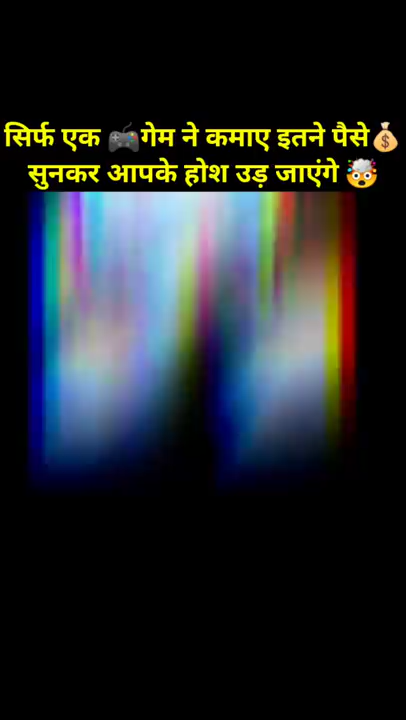 सिर्फ एक 🎮गेम ने कमाए इतने पैसे💰
सुनकर आपके होश उड़ जाएंगे 🤯